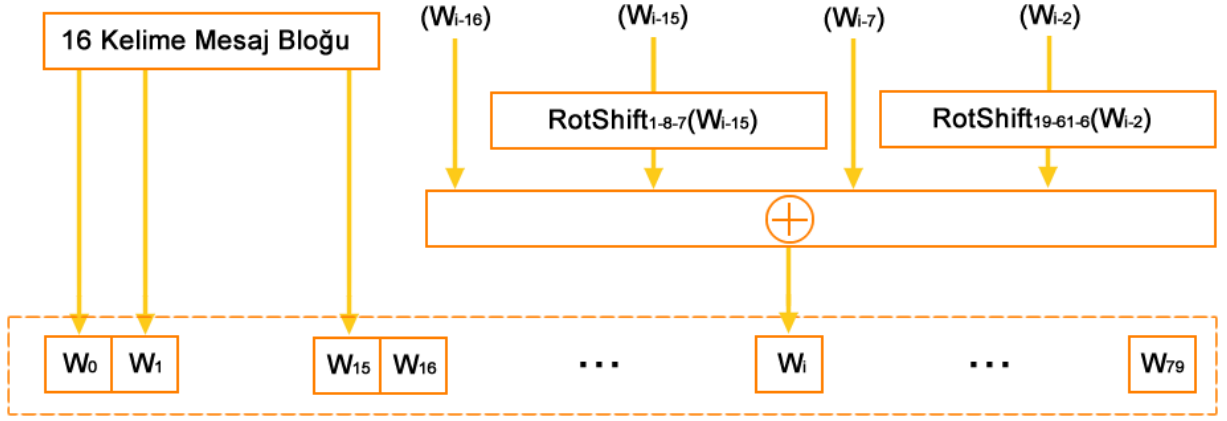 16 Kelime Mesaj Bloğu
(Wi-16) (Wi-15) (Wi-7) (Wi-2)
RotShift1-8-7(Wi-15) RotShift19-61-6(Wi-2)
W0 W1 W15 W16 ... Wi ... W79